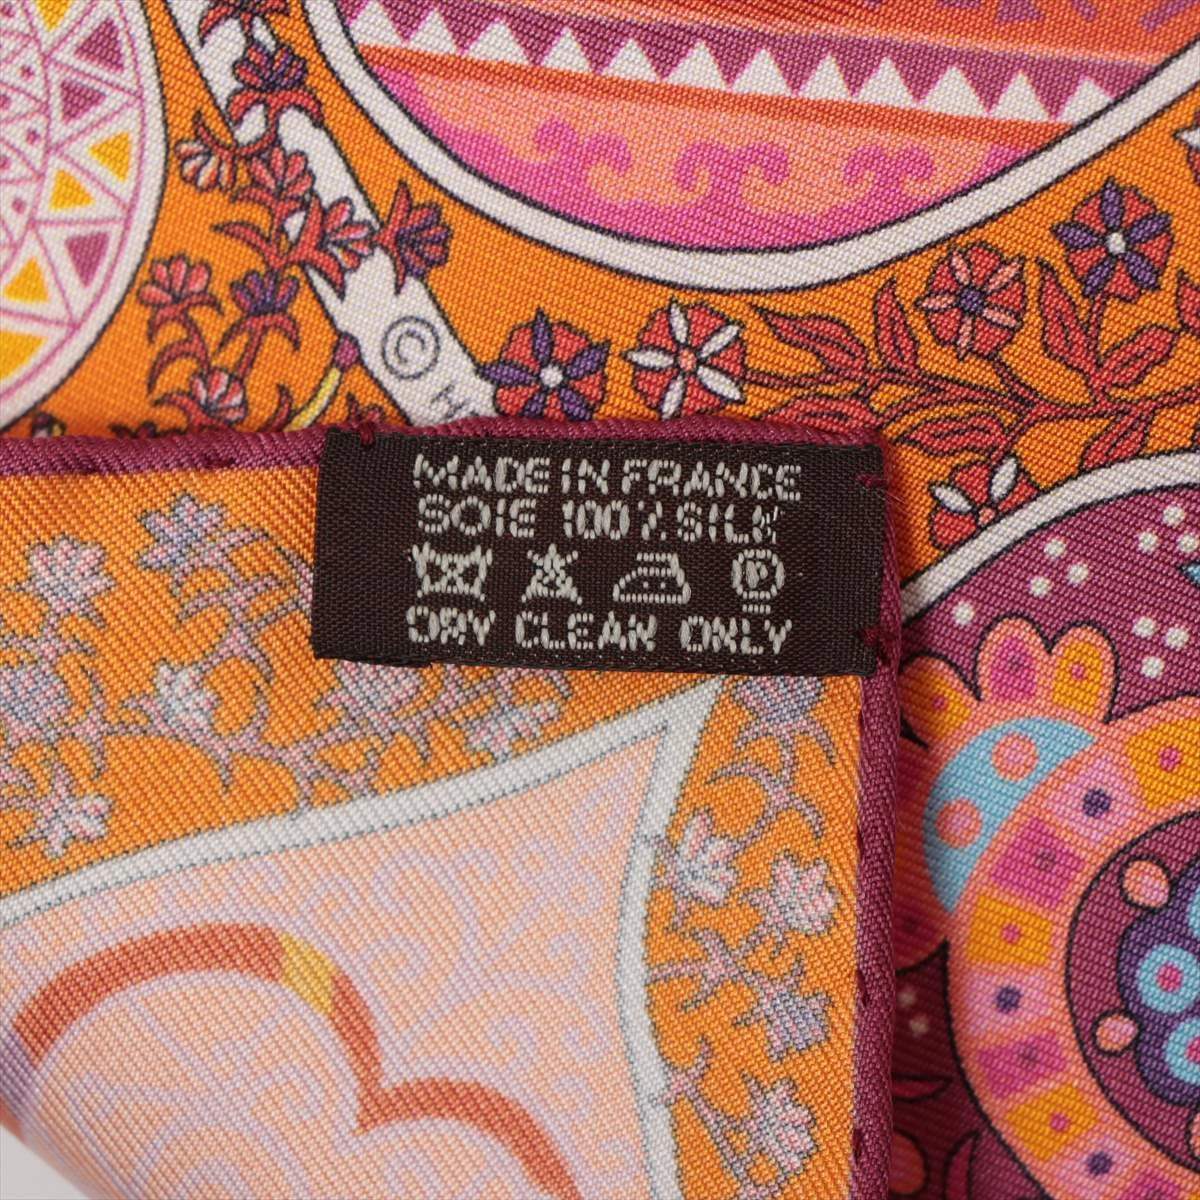 © H
MADE IN FRANCE
SOIE 100% SILK
P
DRY CLEAN ONLY